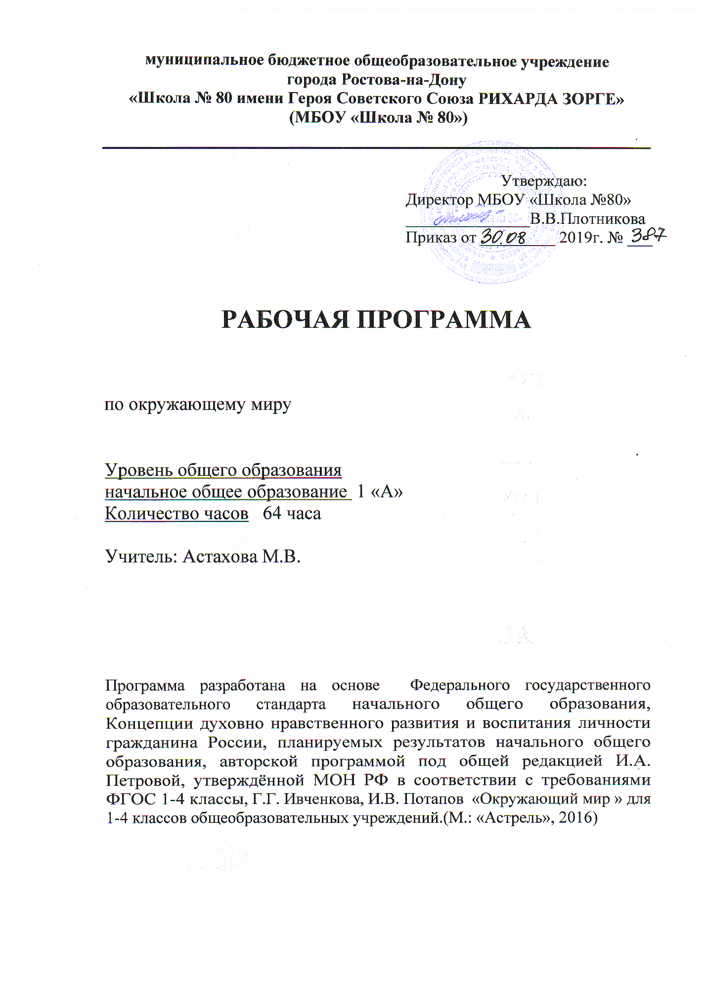 муниципальное бюджетное общеобразовательное учреждение
города Ростова-на-Дону
«Школа № 80 имени Героя Советского Союза РИХАРДА ЗОРГЕ»
(МБОУ «Школа № 80»)
Утверждаю:
Директор МБОУ «Школа №80»
В.В.Плотникова
Приказ от 30.08 2019г. № 387
РАБОЧАЯ ПРОГРАММА
по окружающему миру
Уровень общего образования
начальное общее образование 1 «А»
Количество часов 64 часа
Учитель: Астахова М.В.
Программа разработана на основе Федерального государственного
образовательного стандарта начального общего образования,
Концепции духовно нравственного развития и воспитания личности
гражданина России, планируемых результатов начального общего
образования, авторской программой под общей редакцией И.А.
Петровой, утверждённой МОН РФ в соответствии с требованиями
ФГОС 1-4 классы, Г.Г. Ивченкова, И.В. Потапов «Окружающий мир » для
1-4 классов общеобразовательных учреждений.(М.: «Астрель», 2016)